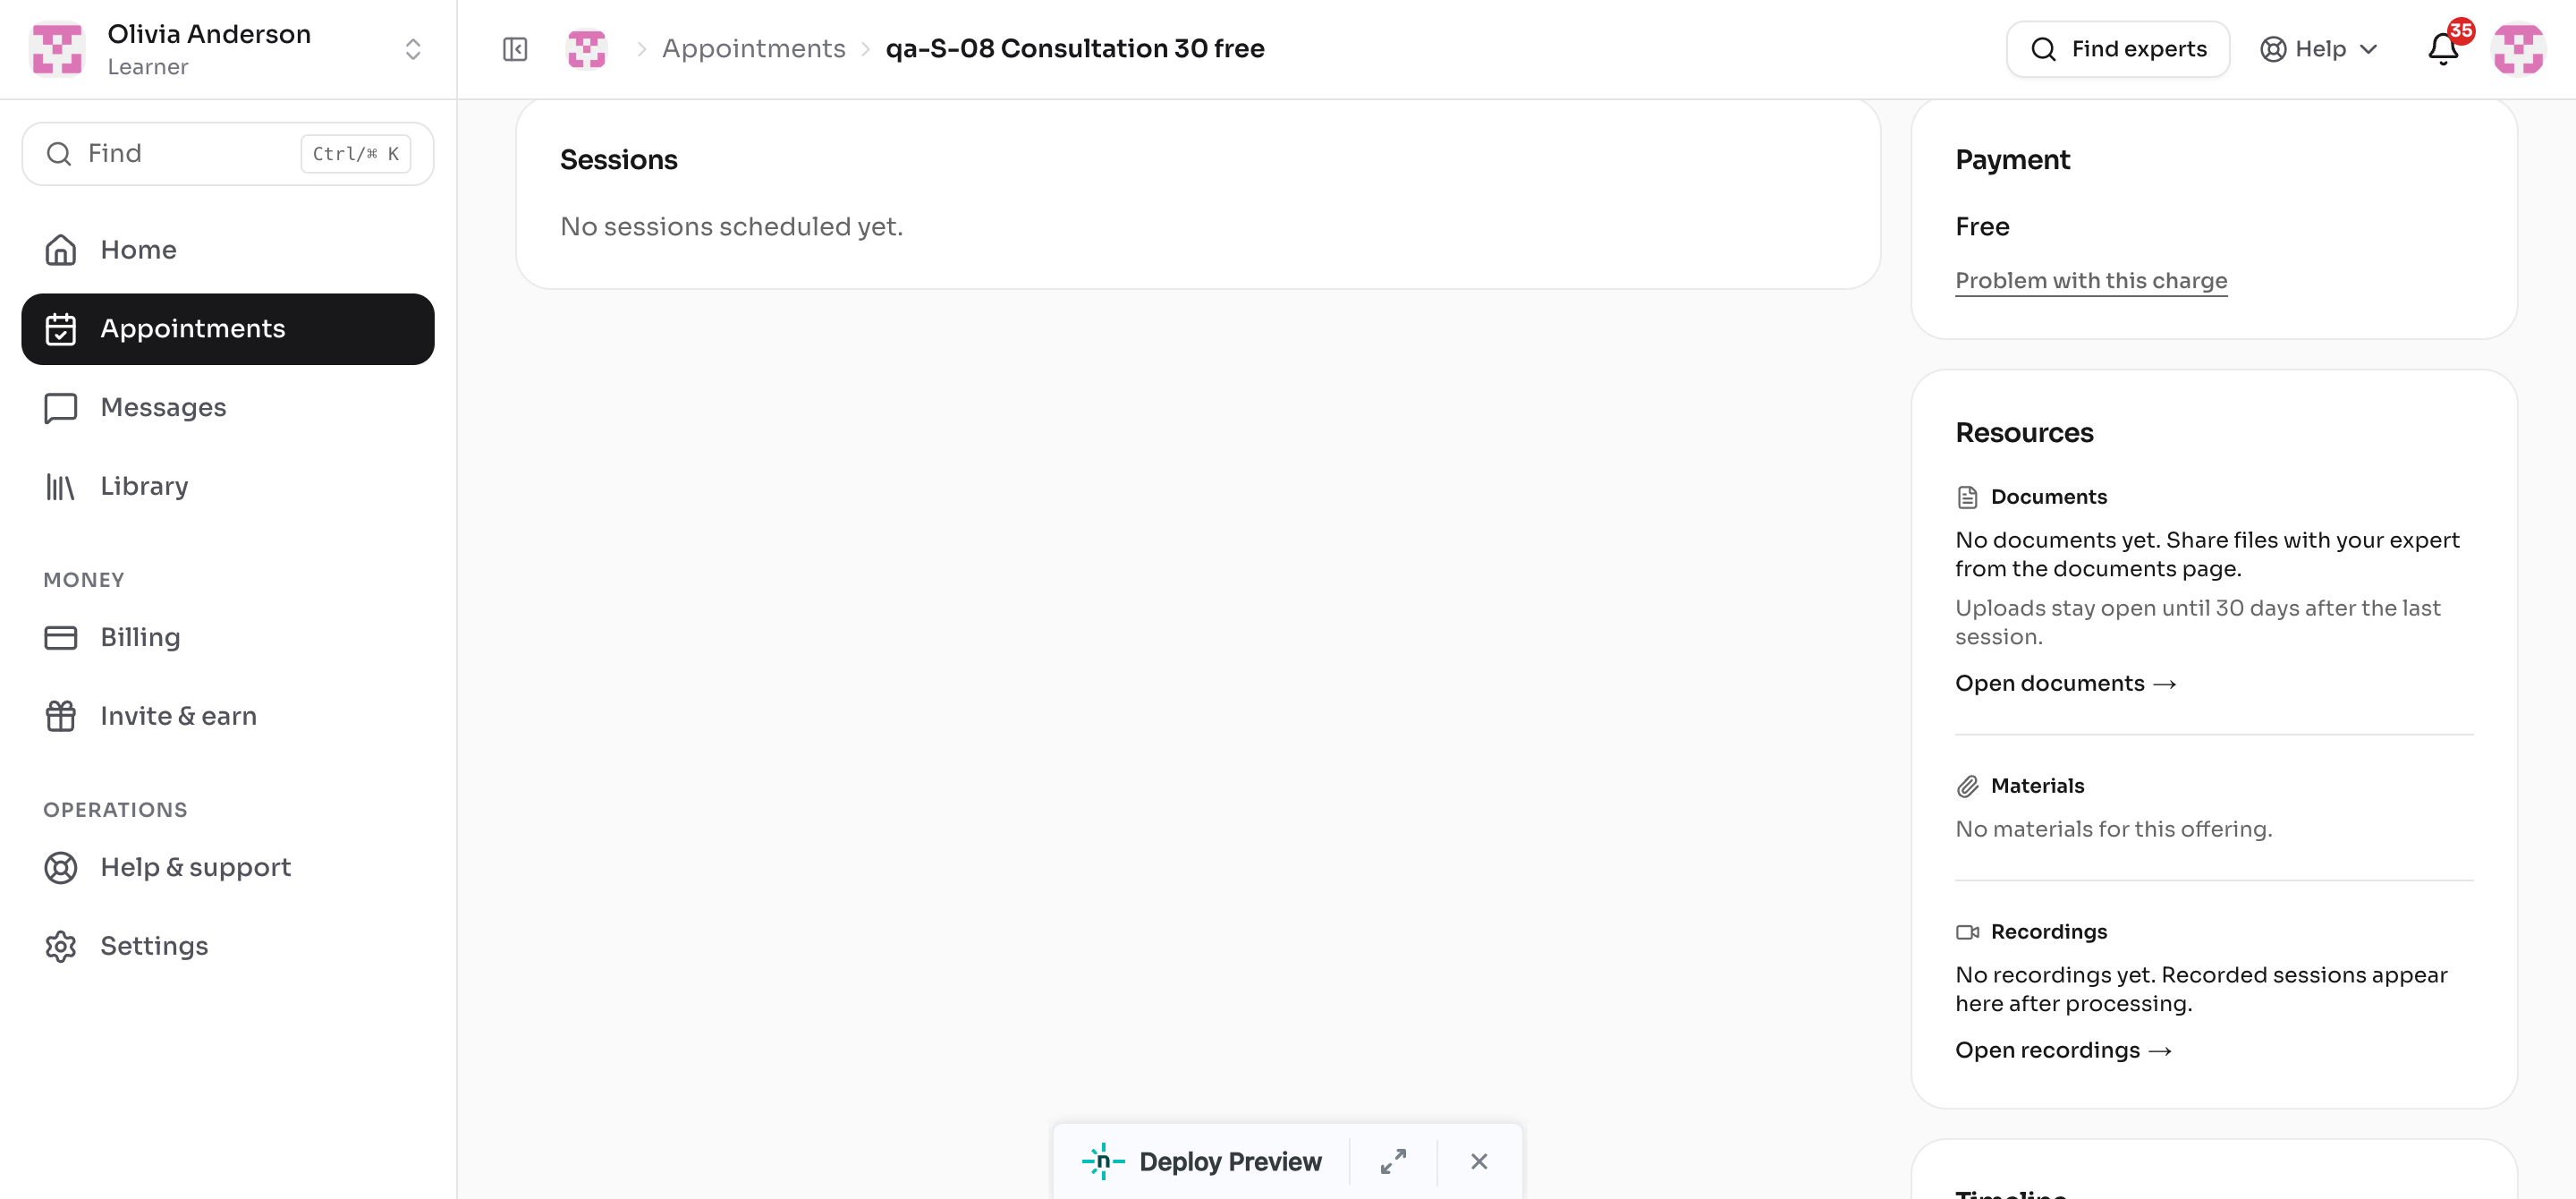 Olivia Anderson
Learner
Find
Ctrl/⌘ K
Home
Appointments
Messages
Library
MONEY
Billing
Invite & earn
OPERATIONS
Help & support
Settings
Appointments
qa-S-08 Consultation 30 free
Find experts
Help
35
Sessions
No sessions scheduled yet.
Payment
Free
Problem with this charge
Resources
Documents
No documents yet. Share files with your expert
from the documents page.
Uploads stay open until 30 days after the last
session.
Open documents →
Materials
No materials for this offering.
Recordings
No recordings yet. Recorded sessions appear
here after processing.
Open recordings →
Timeline
n
Deploy Preview